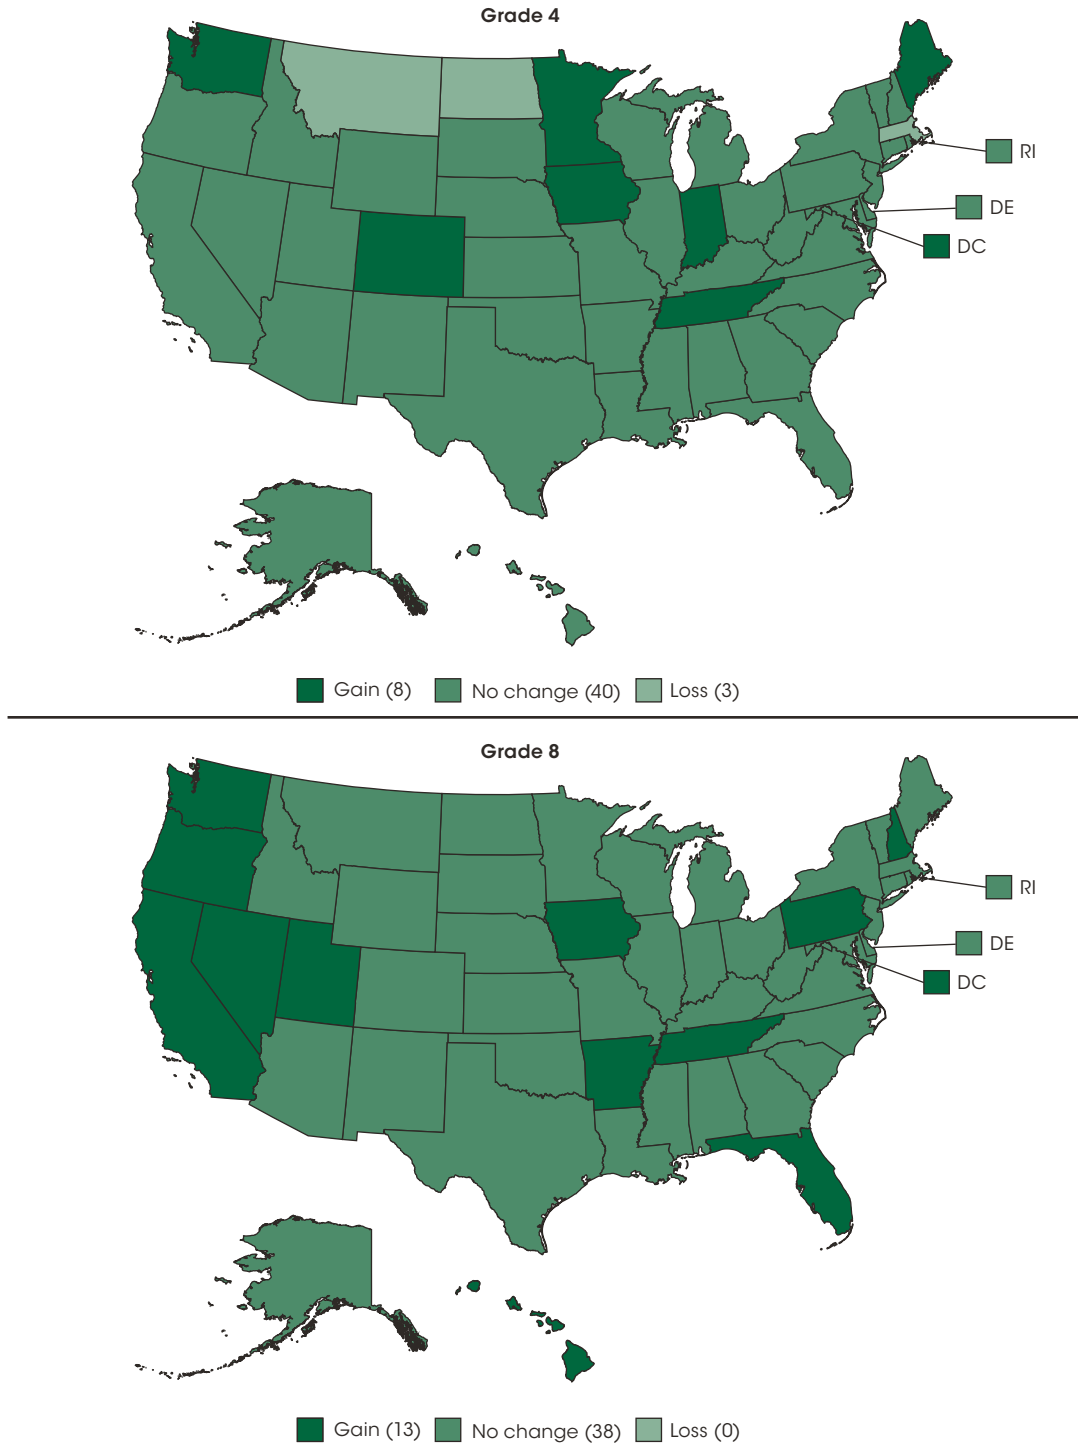 Grade 4
RI
DE
DC
Gain (8) No change (40) Loss (3)
Grade 8
RI
DE
DC
Gain (13) No change (38) Loss (0)